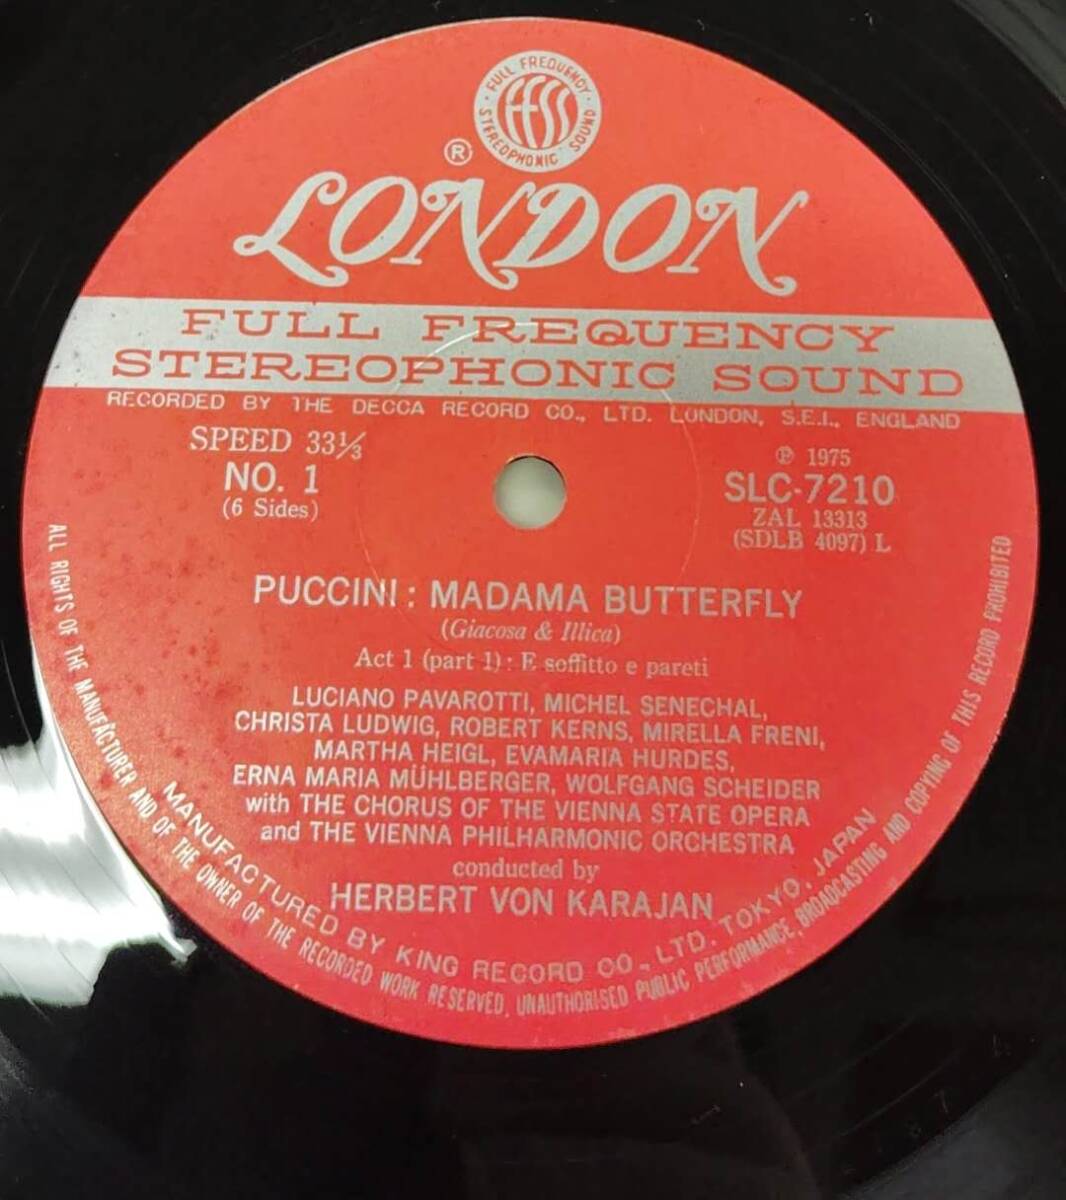 FULL FREQUENCY
FFSS
STEREOPHONIC SOUND
®
LONDON
FULL FREQUENCY
STEREOPHONIC SOUND
RECORDED BY THE DECCA RECORD CO., LTD. LONDON, S.E.I., ENGLAND
SPEED 33⅓
NO. 1
(6 Sides)
℗ 1975
SLC-7210
ZAL 13313
(SDLB 4097) L
PUCCINI : MADAMA BUTTERFLY
(Giacosa & Illica)
Act 1 (part 1) : E soffitto e pareti
LUCIANO PAVAROTTI, MICHEL SENECHAL,
CHRISTA LUDWIG, ROBERT KERNS, MIRELLA FRENI,
MARTHA HEIGL, EVAMARIA HURDES,
ERNA MARIA MÜHLBERGER, WOLFGANG SCHEIDER
with THE CHORUS OF THE VIENNA STATE OPERA
and THE VIENNA PHILHARMONIC ORCHESTRA
conducted by
HERBERT VON KARAJAN
MANUFACTURED BY KING RECORD CO., LTD. TOKYO, JAPAN
ALL RIGHTS OF THE MANUFACTURER AND OF THE OWNER OF THE RECORDED WORK RESERVED, UNAUTHORISED PUBLIC PERFORMANCE, BROADCASTING AND COPYING OF THIS RECORD PROHIBITED